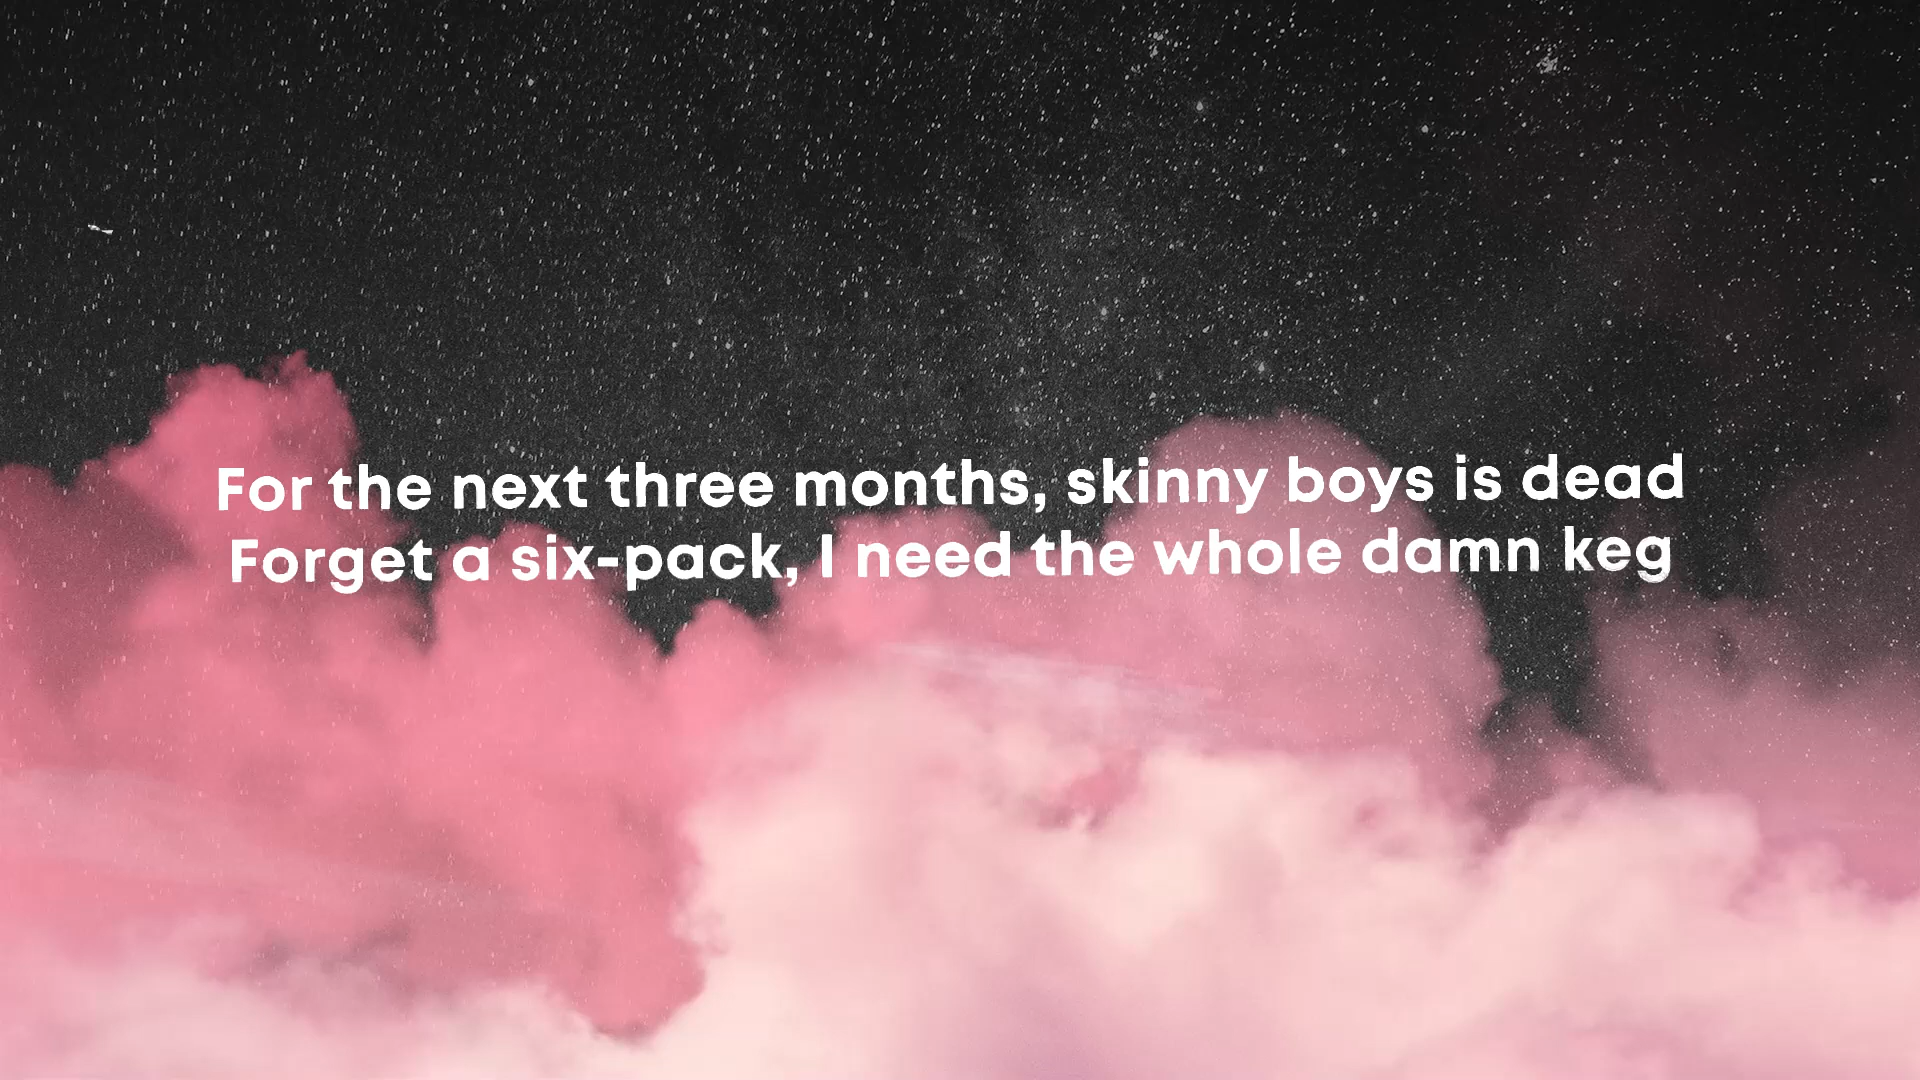 For the next three months, skinny boys is dead
Forget a six-pack, I need the whole damn keg